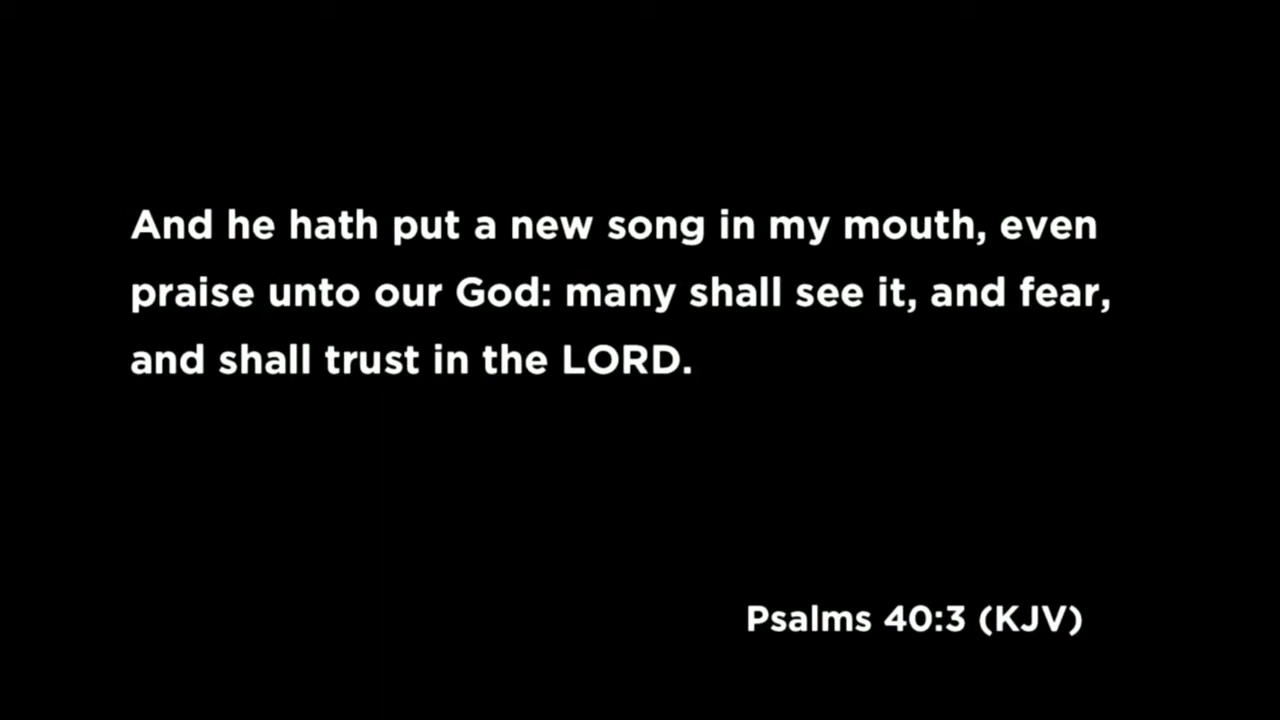 And he hath put a new song in my mouth, even
praise unto our God: many shall see it, and fear,
and shall trust in the LORD.
Psalms 40:3 (KJV)